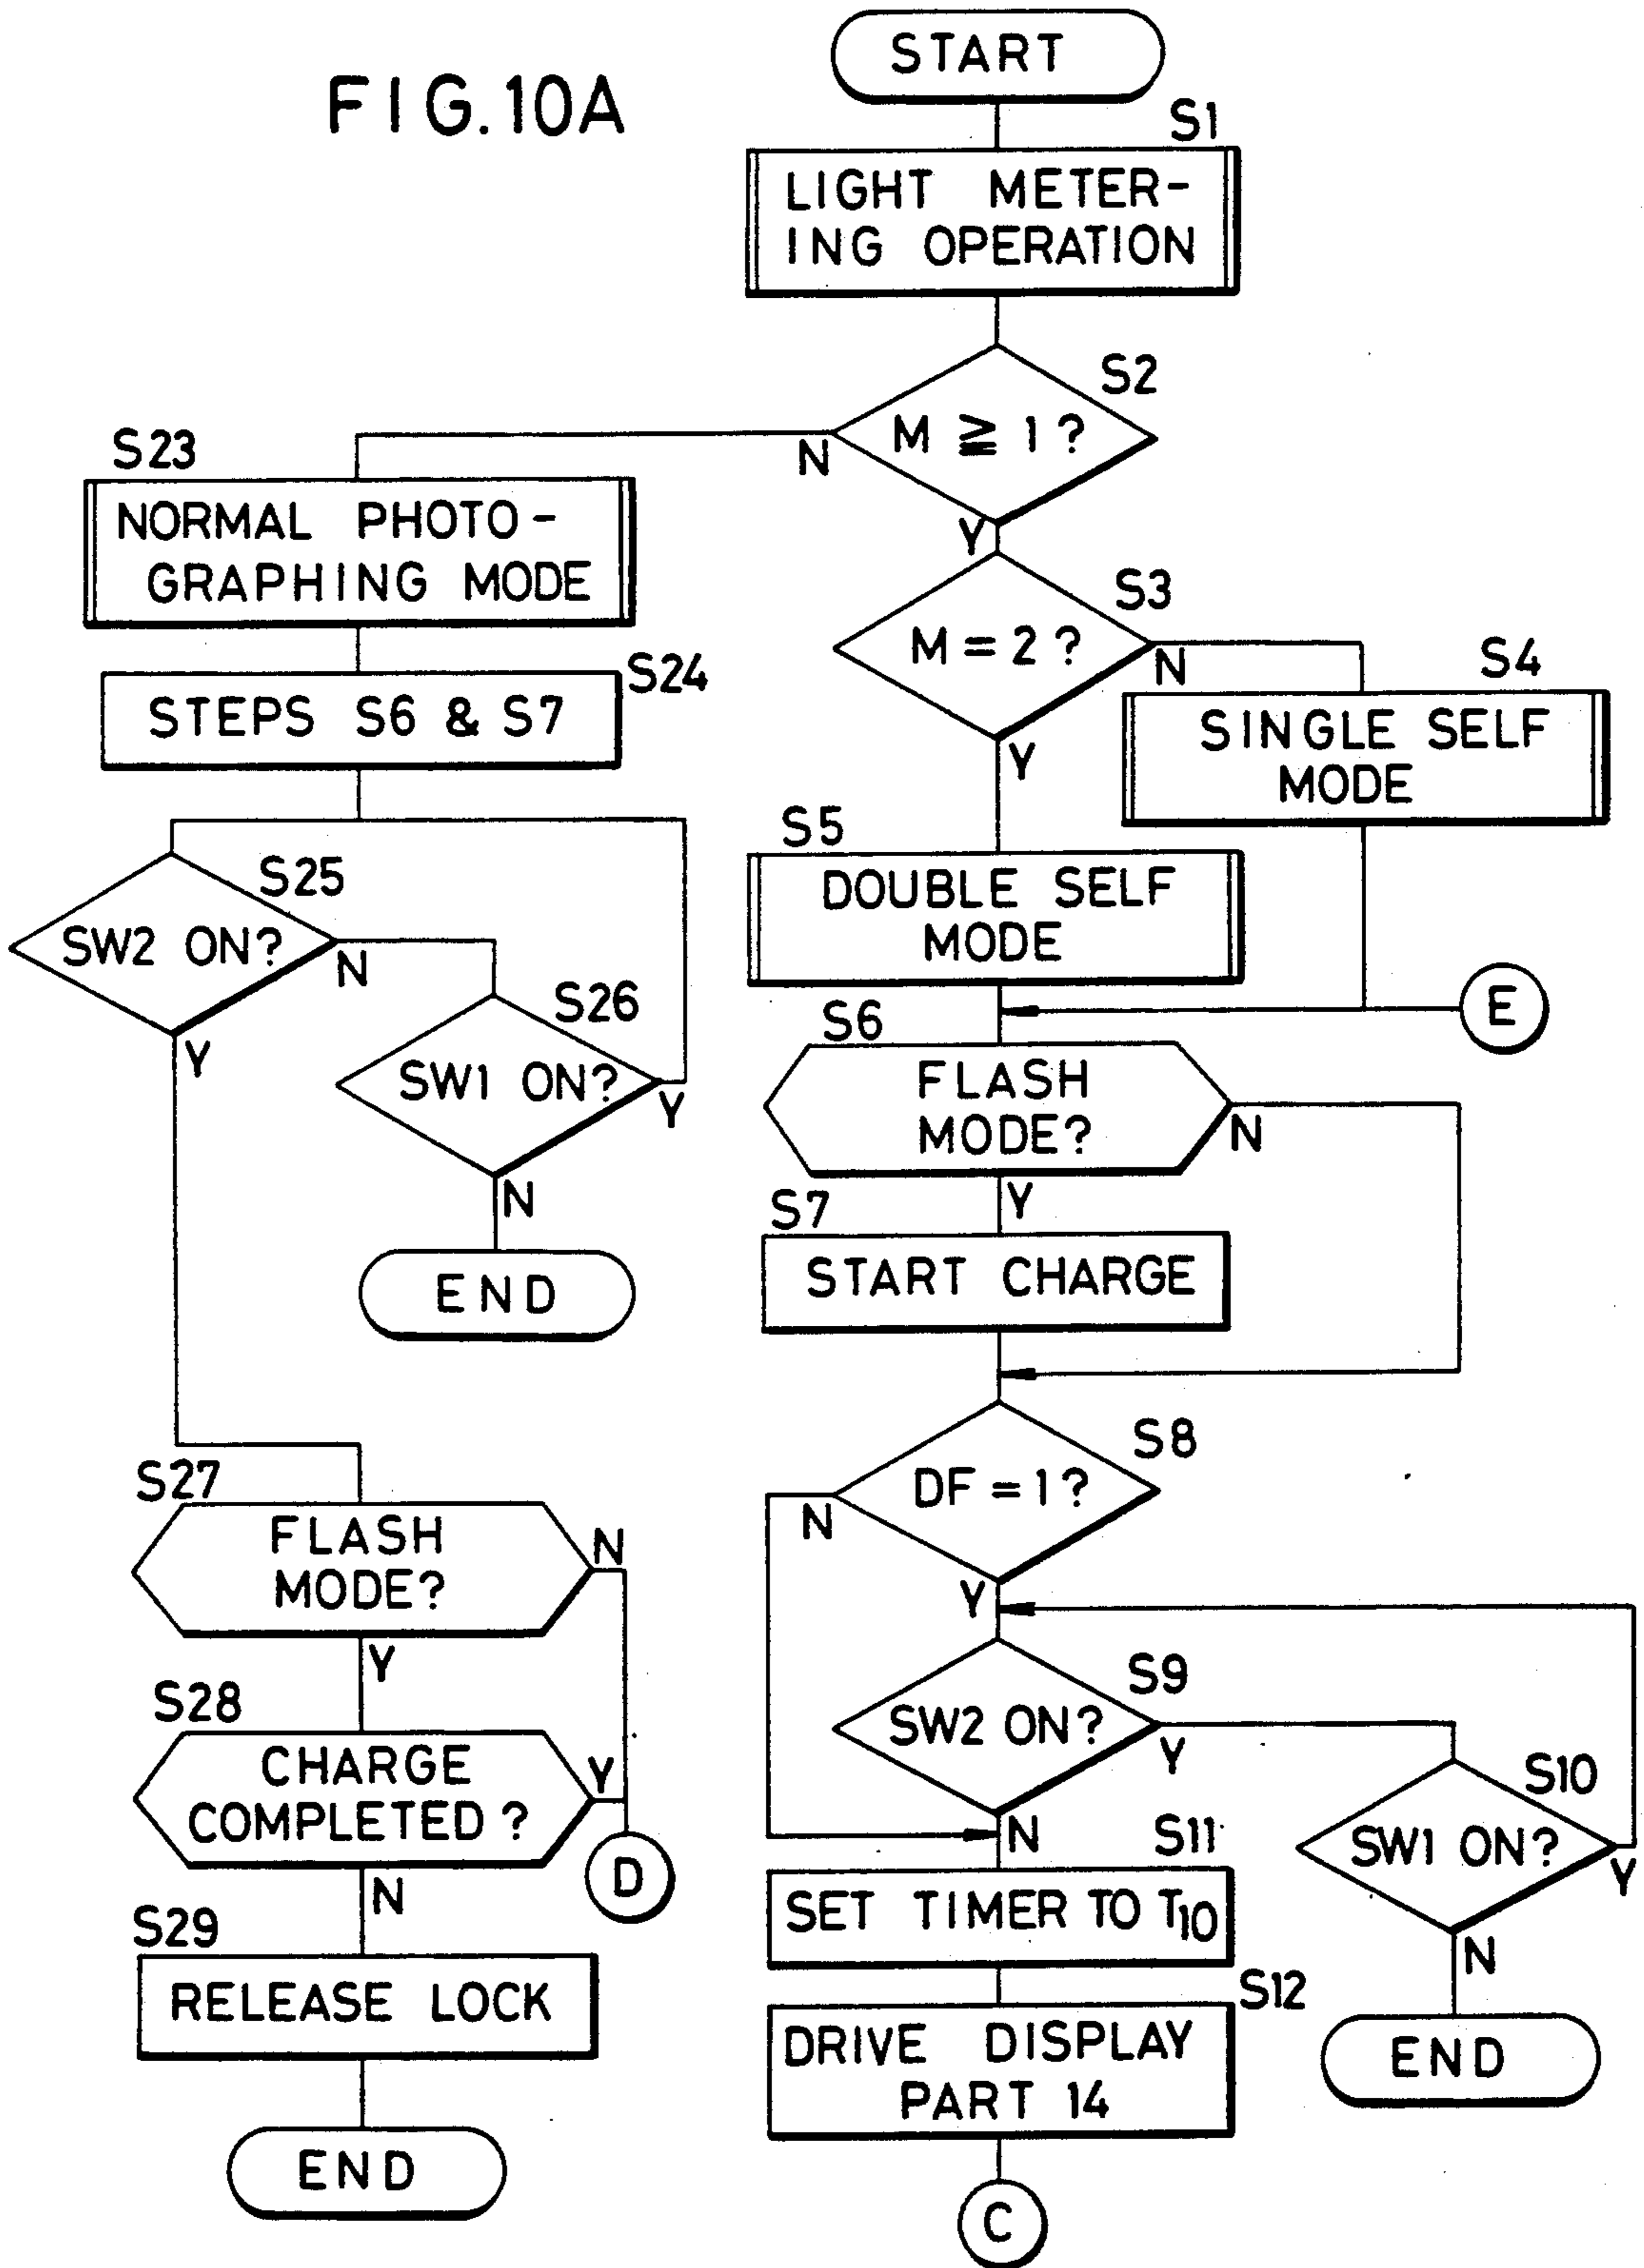 FIG.10A
START
S1
LIGHT METER-
ING OPERATION
S2
M ≧ 1 ?
N
Y
S23
NORMAL PHOTO-
GRAPHING MODE
S24
STEPS S6 & S7
S25
SW2 ON?
N
Y
S26
SW1 ON?
Y
N
END
S27
FLASH
MODE?
N
Y
S28
CHARGE
COMPLETED ?
Y
N
D
S29
RELEASE LOCK
END
S3
M = 2 ?
N
Y
S4
SINGLE SELF
MODE
S5
DOUBLE SELF
MODE
E
S6
FLASH
MODE?
N
Y
S7
START CHARGE
S8
DF = 1 ?
N
Y
S9
SW2 ON?
Y
N
S10
SW1 ON?
Y
N
END
S11
SET TIMER TO T10
S12
DRIVE DISPLAY
PART 14
C